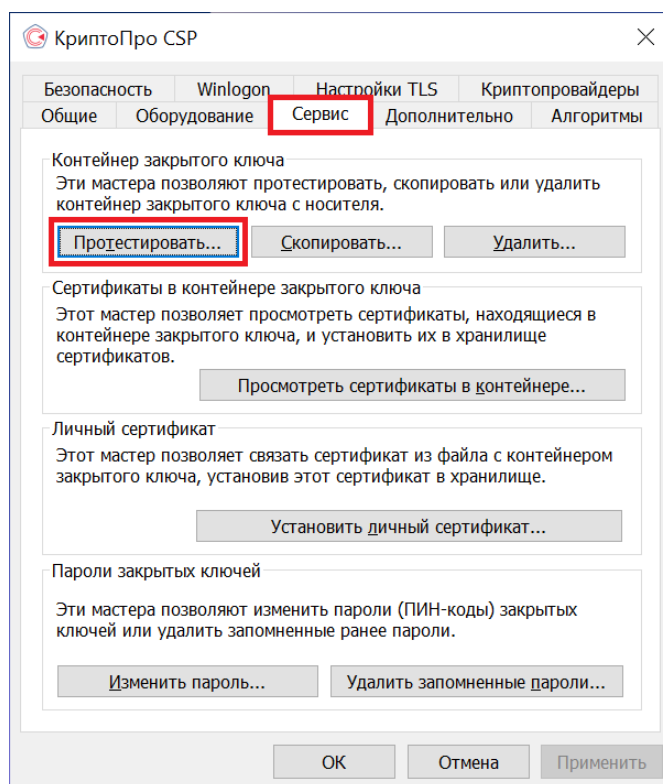 КриптоПро CSP
Безопасность Winlogon Настройки TLS Криптопровайдеры
Общие Оборудование Сервис Дополнительно Алгоритмы
Контейнер закрытого ключа
Эти мастера позволяют протестировать, скопировать или удалить
контейнер закрытого ключа с носителя.
Протестировать... Скопировать... Удалить...
Сертификаты в контейнере закрытого ключа
Этот мастер позволяет просмотреть сертификаты, находящиеся в
контейнере закрытого ключа, и установить их в хранилище
сертификатов.
Просмотреть сертификаты в контейнере...
Личный сертификат
Этот мастер позволяет связать сертификат из файла с контейнером
закрытого ключа, установив этот сертификат в хранилище.
Установить личный сертификат...
Пароли закрытых ключей
Эти мастера позволяют изменить пароли (ПИН-коды) закрытых
ключей или удалить запомненные ранее пароли.
Изменить пароль... Удалить запомненные пароли...
ОК Отмена Применить